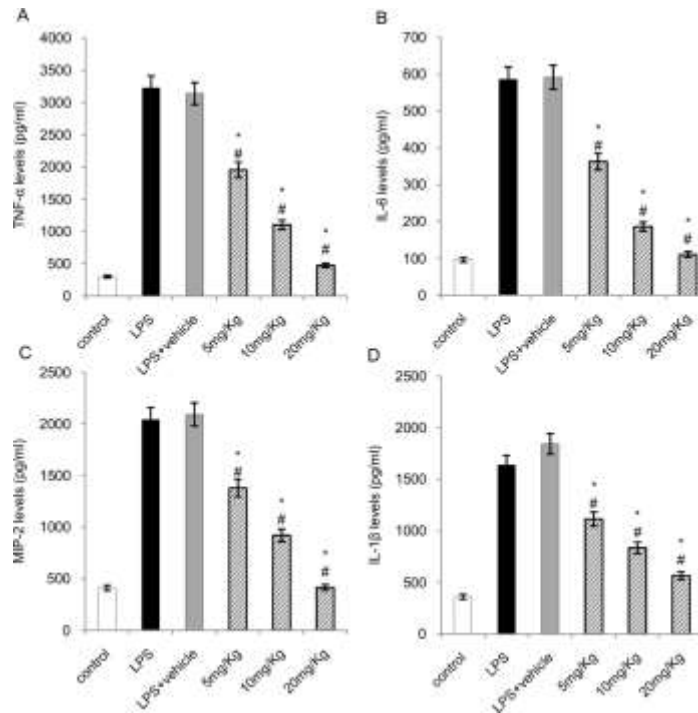 A
TNF-α levels (pg/ml)
4000
3500
3000
2500
2000
1500
1000
500
0
*
#
*
#
*
#
control
LPS
LPS+vehicle
5mg/Kg
10mg/Kg
20mg/Kg
B
IL-6 levels (pg/ml)
700
600
500
400
300
200
100
0
*
#
*
#
*
#
control
LPS
LPS+vehicle
5mg/Kg
10mg/Kg
20mg/Kg
C
MIP-2 levels (pg/ml)
2500
2000
1500
1000
500
0
*
#
*
#
*
#
control
LPS
LPS+vehicle
5mg/Kg
10mg/Kg
20mg/Kg
D
IL-1β levels (pg/ml)
2500
2000
1500
1000
500
0
*
#
*
#
*
#
control
LPS
LPS+vehicle
5mg/Kg
10mg/Kg
20mg/Kg